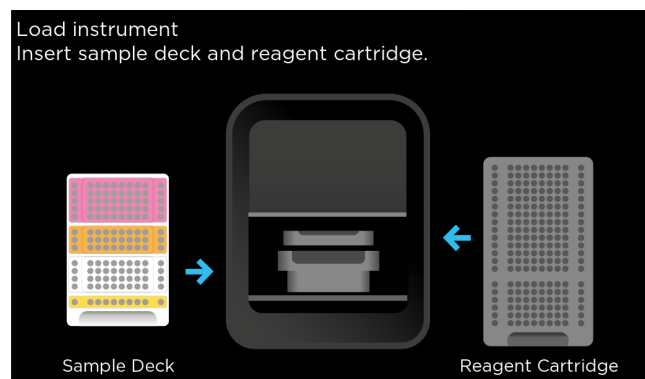 Load instrument
Insert sample deck and reagent cartridge.
Sample Deck
Reagent Cartridge